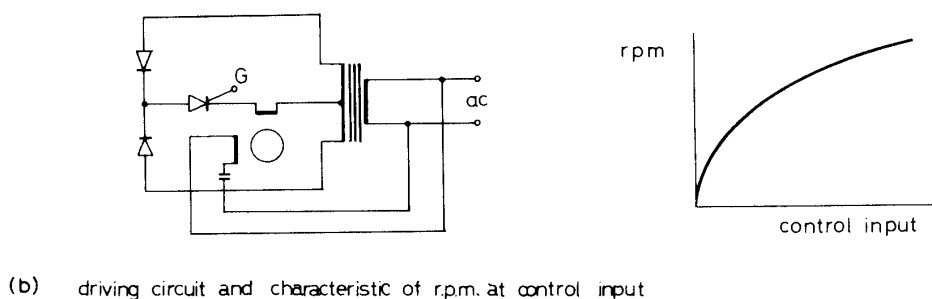 G
ac
rpm
control input
(b) driving circuit and characteristic of r.p.m. at control input